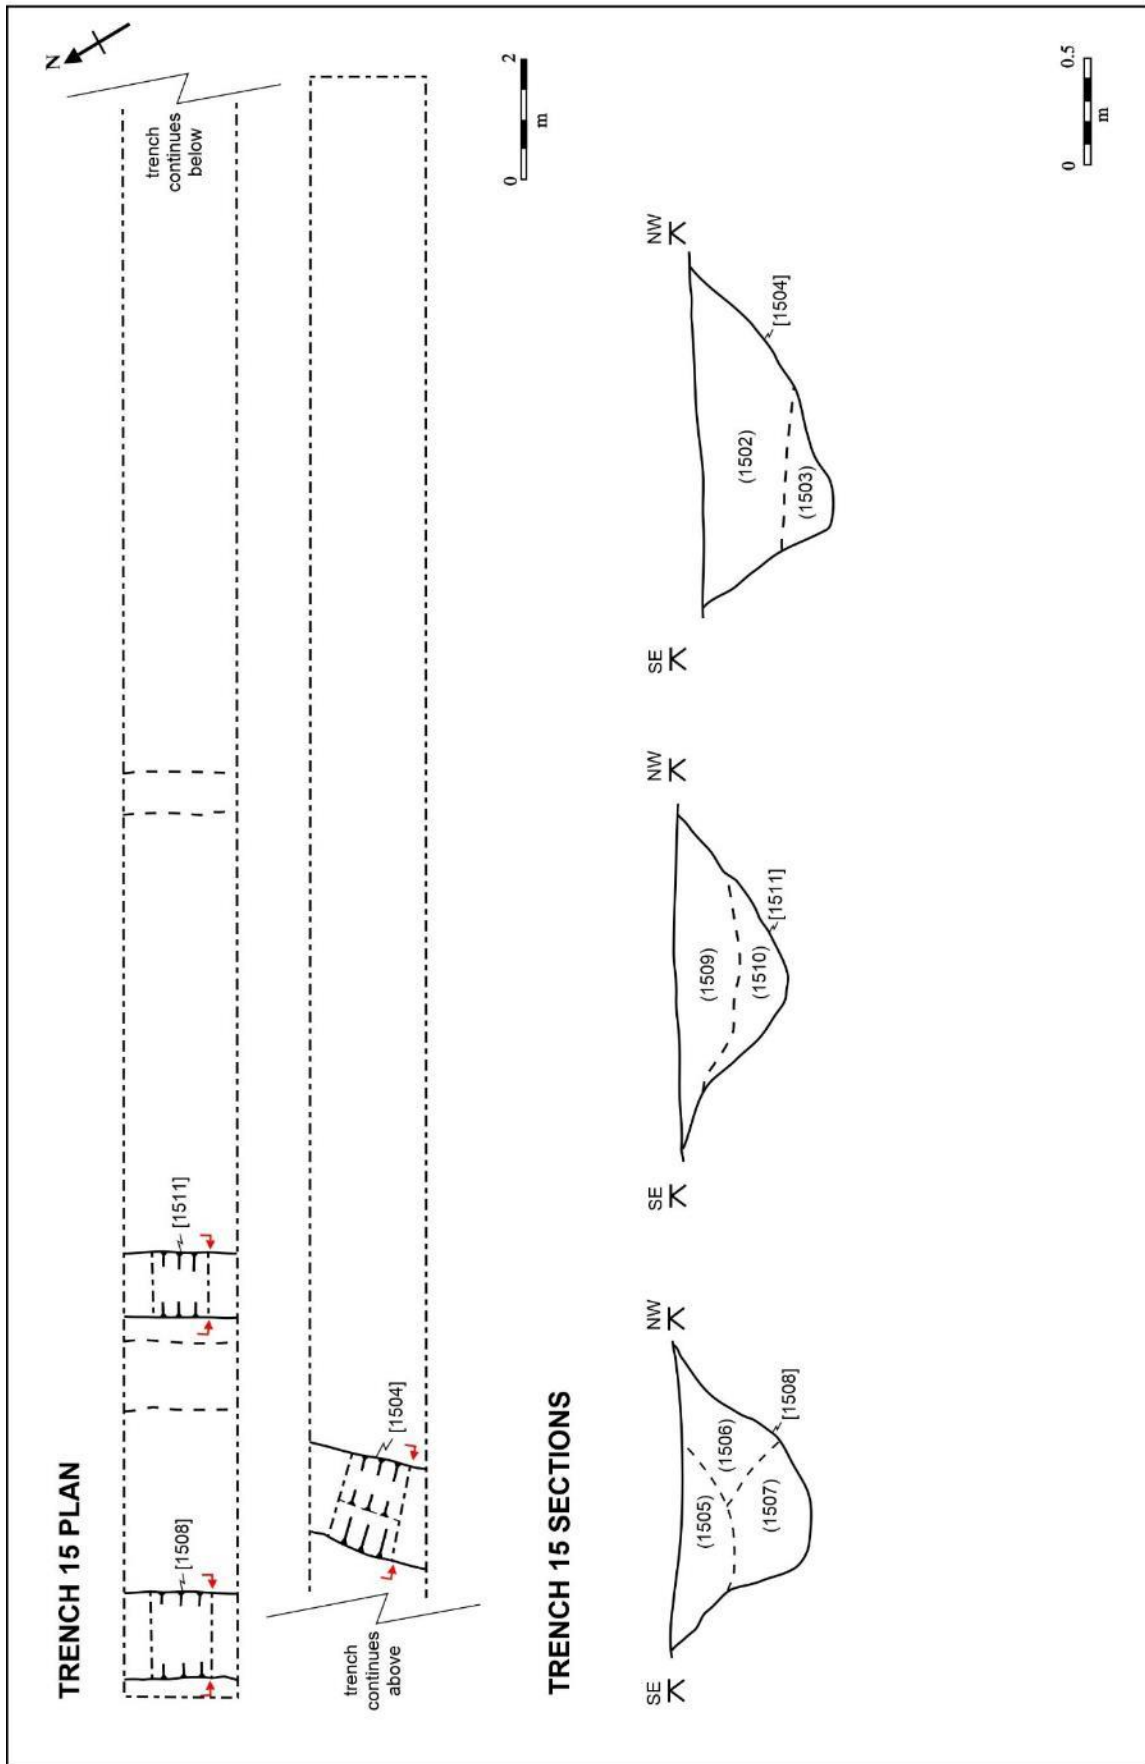 TRENCH 15 PLAN
N
[1508]
[1511]
trench
continues
below
trench
continues
above
[1504]
0
2
m
TRENCH 15 SECTIONS
SE
NW
(1505)
(1506)
(1507)
[1508]
SE
NW
(1509)
(1510)
[1511]
SE
NW
(1502)
(1503)
[1504]
0
0.5
m